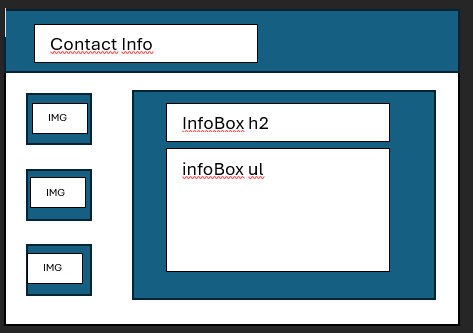 Contact Info
IMG
InfoBox h2
infoBox ul
IMG
IMG